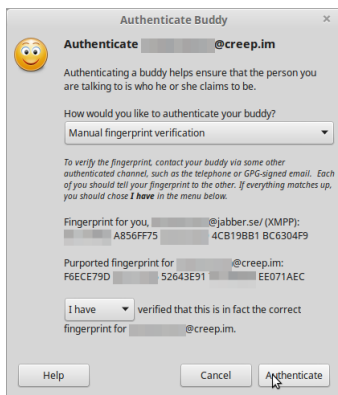 Authenticate Buddy
Authenticate @creep.im
Authenticating a buddy helps ensure that the person you
are talking to is who he or she claims to be.
How would you like to authenticate your buddy?
Manual fingerprint verification
To verify the fingerprint, contact your buddy via some other
authenticated channel, such as the telephone or GPG-signed email. Each
of you should tell your fingerprint to the other. If everything matches up,
you should chose I have in the menu below.
Fingerprint for you, @jabber.se/ (XMPP):
A856FF75 4CB19BB1 BC6304F9
Purported fingerprint for @creep.im:
F6ECE79D 52643E91 EE071AEC
I have verified that this is in fact the correct
fingerprint for @creep.im.
Help Cancel Authenticate